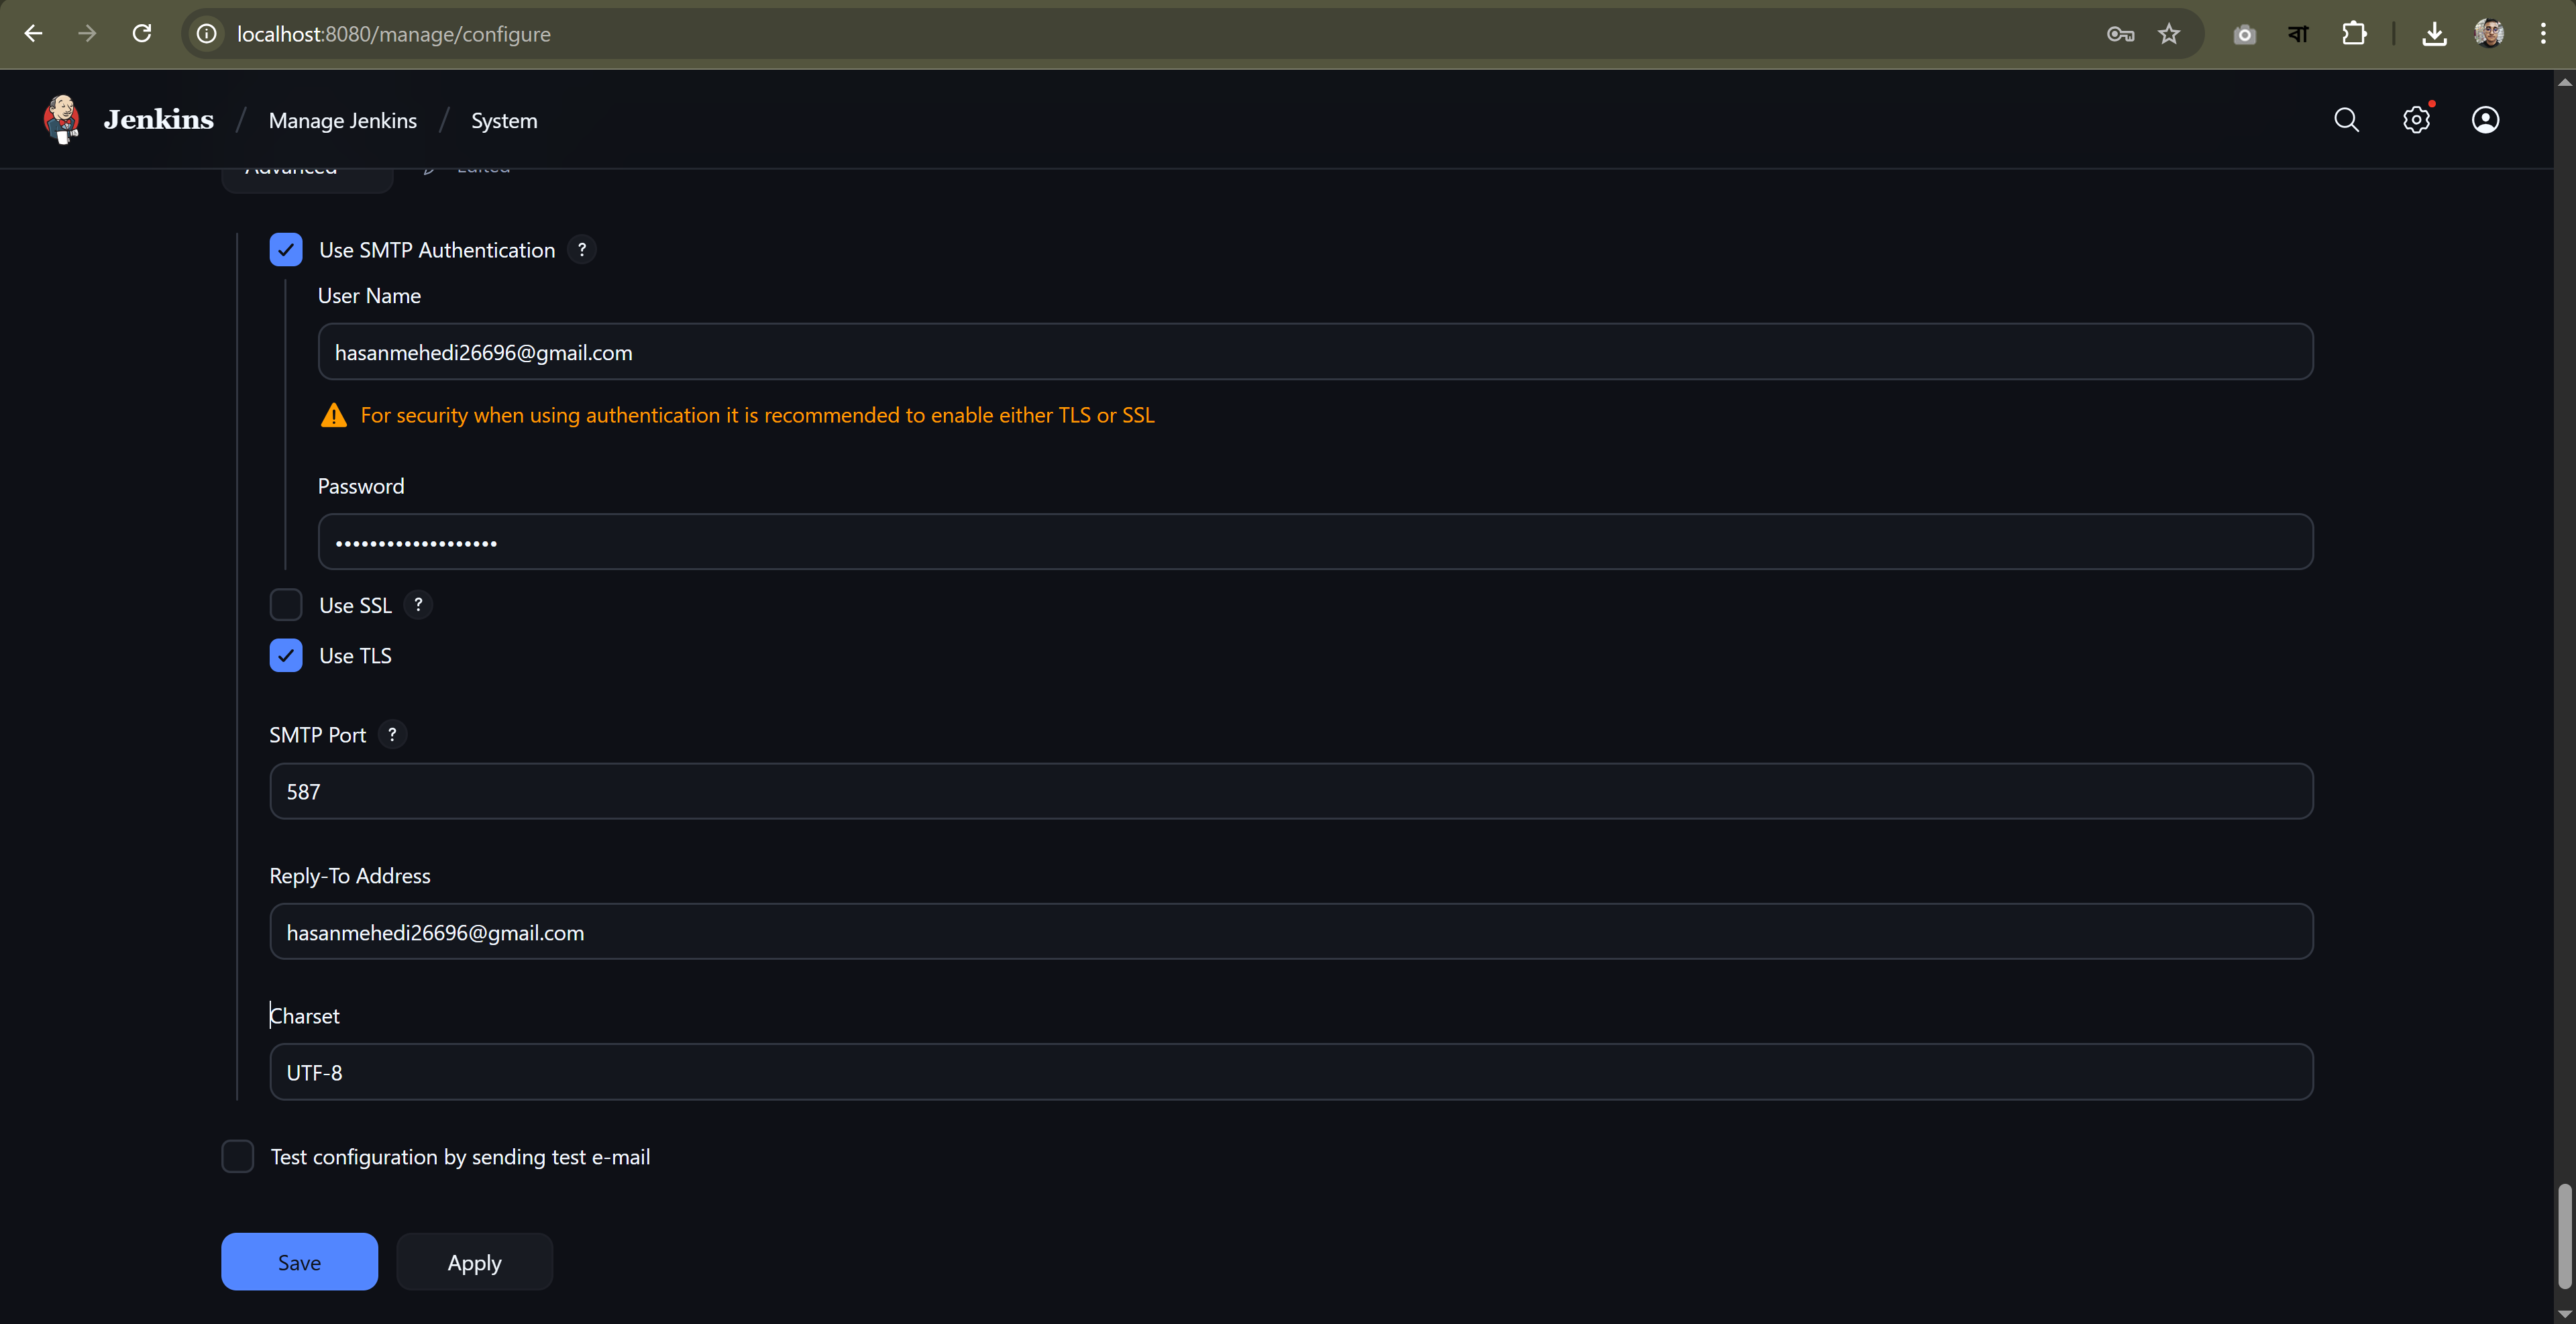 localhost:8080/manage/configure
বা
Jenkins / Manage Jenkins / System
Advanced Edited
Use SMTP Authentication ?
User Name
hasanmehedi26696@gmail.com
For security when using authentication it is recommended to enable either TLS or SSL
Password
•••••••••••••••••••
Use SSL ?
Use TLS
SMTP Port ?
587
Reply-To Address
hasanmehedi26696@gmail.com
Charset
UTF-8
Test configuration by sending test e-mail
Save Apply